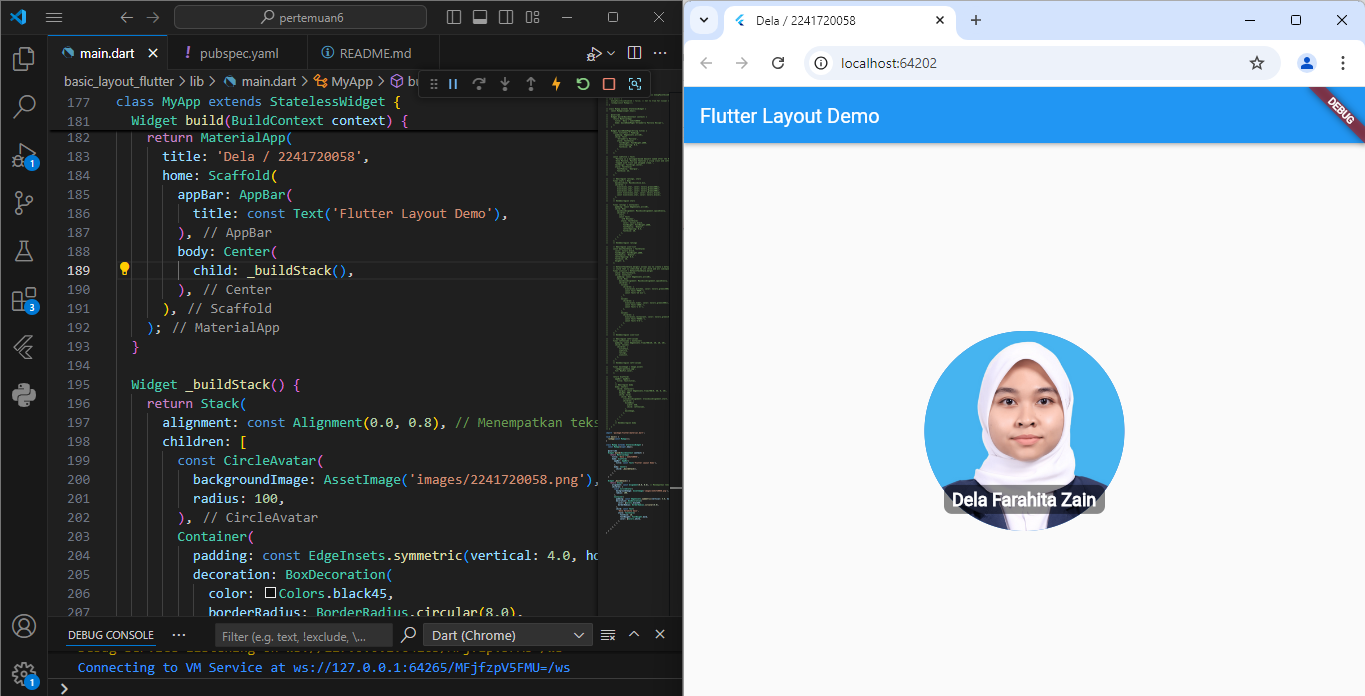 pertemuan6
main.dart
pubspec.yaml
README.md
basic_layout_flutter > lib > main.dart > MyApp > bu
177 class MyApp extends StatelessWidget {
181 Widget build(BuildContext context) {
182 return MaterialApp(
183 title: 'Dela / 2241720058',
184 home: Scaffold(
185 appBar: AppBar(
186 title: const Text('Flutter Layout Demo'),
187 ), // AppBar
188 body: Center(
189 child: _buildStack(),
190 ), // Center
191 ), // Scaffold
192 ); // MaterialApp
193 }
194
195 Widget _buildStack() {
196 return Stack(
197 alignment: const Alignment(0.0, 0.8), // Menempatkan teks
198 children: [
199 const CircleAvatar(
200 backgroundImage: AssetImage('images/2241720058.png'),
201 radius: 100,
202 ), // CircleAvatar
203 Container(
204 padding: const EdgeInsets.symmetric(vertical: 4.0, ho
205 decoration: BoxDecoration(
206 color: Colors.black45,
207 borderRadius: BorderRadius.circular(8.0),
1
3
1
DEBUG CONSOLE
Filter (e.g. text, !exclude, \...
Dart (Chrome)
Connecting to VM Service at ws://127.0.0.1:64265/MFjfzpV5FMU=/ws
Dela / 2241720058
localhost:64202
Flutter Layout Demo
DEBUG
Dela Farahita Zain